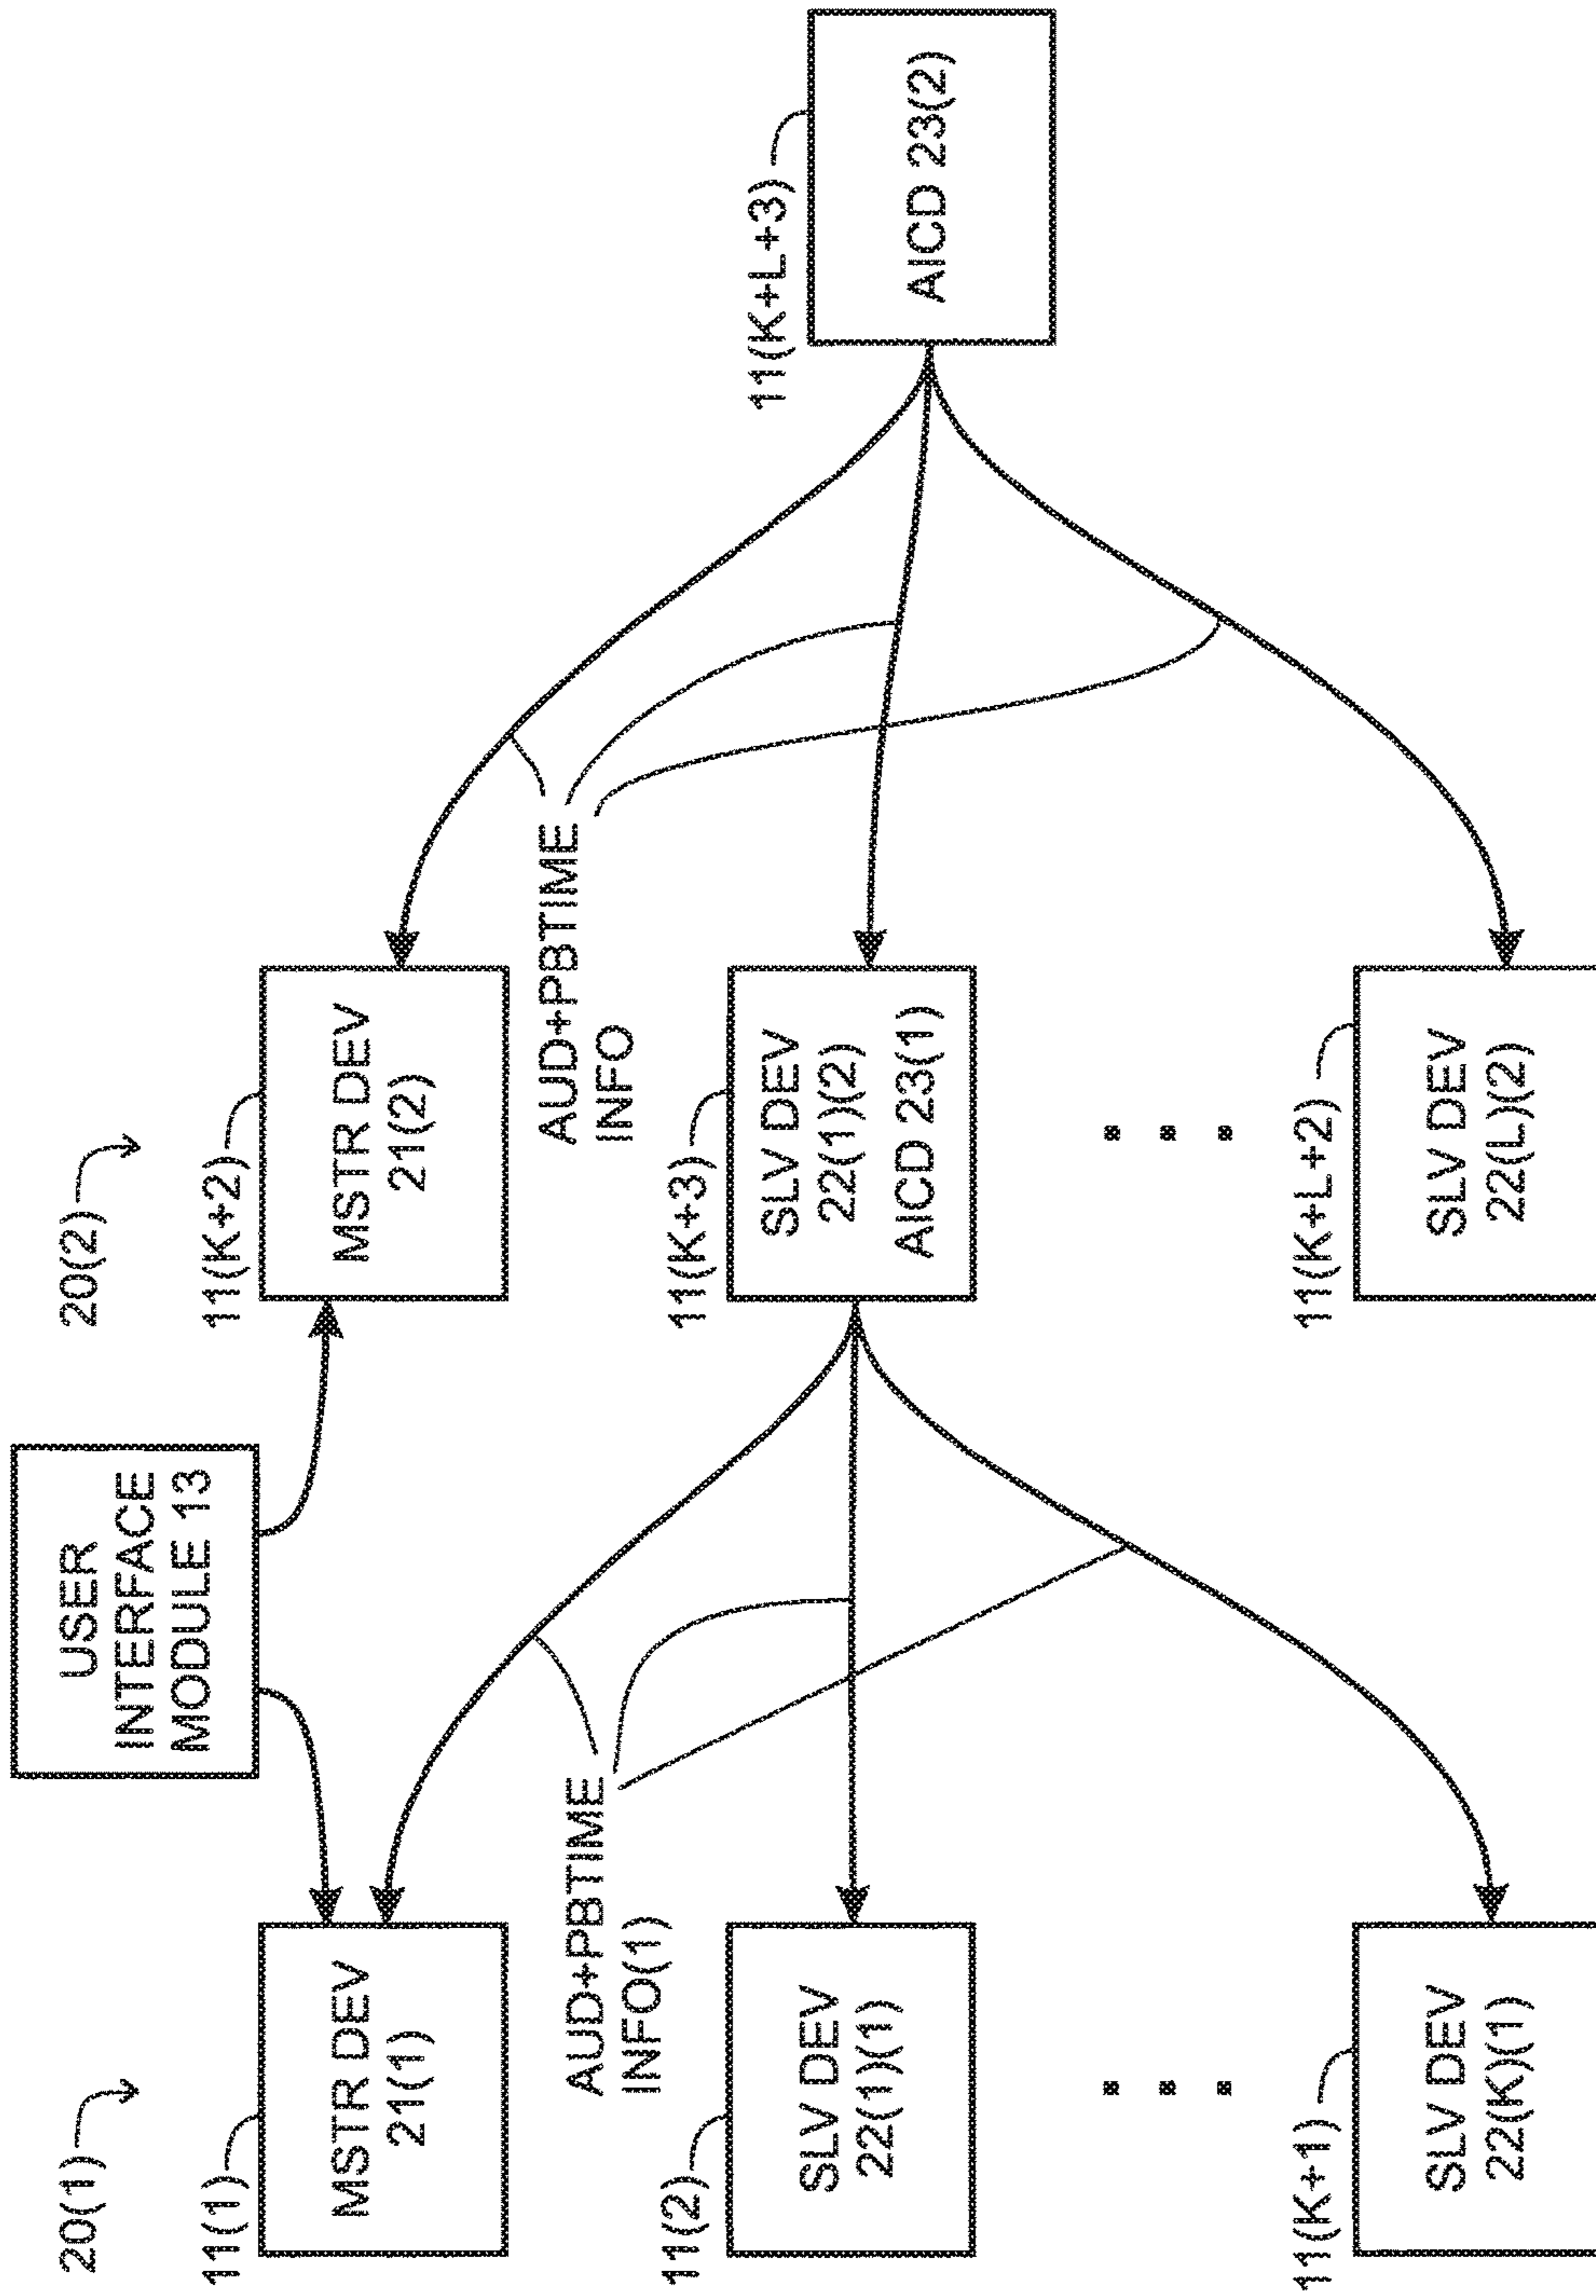 USER
INTERFACE
MODULE 13
20(1)
20(2)
11(1)
MSTR DEV
21(1)
11(K+2)
MSTR DEV
21(2)
AUD+PBTIME
INFO(1)
AUD+PBTIME
INFO
11(2)
SLV DEV
22(1)(1)
11(K+3)
SLV DEV
22(1)(2)
AICD 23(1)
11(K+L+3)
AICD 23(2)
11(K+1)
SLV DEV
22(K)(1)
11(K+L+2)
SLV DEV
22(L)(2)